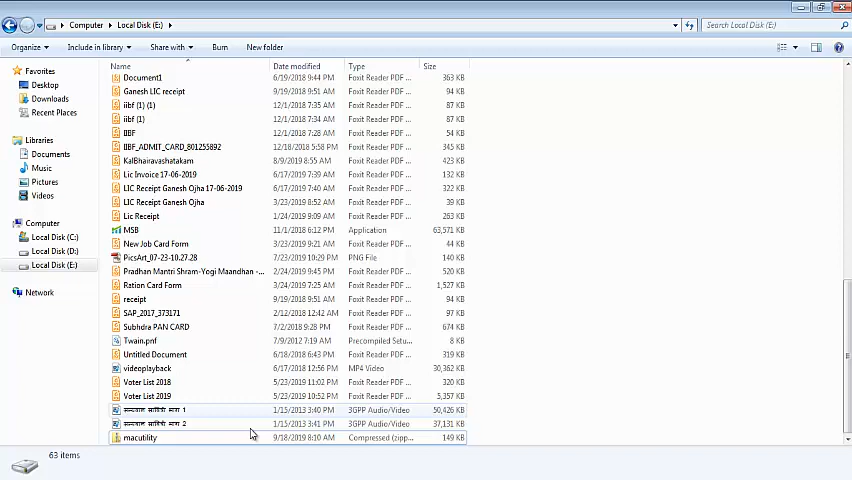 Computer ▸ Local Disk (E:) ▸ Search Local Disk (E:)
Organize Include in library Share with Burn New folder
Name Date modified Type Size
Favorites
Desktop
Downloads
Recent Places
Libraries
Documents
Music
Pictures
Videos
Computer
Local Disk (C:)
Local Disk (D:)
Local Disk (E:)
Network
Document1 6/19/2018 9:44 PM Foxit Reader PDF ... 363 KB
Ganesh LIC receipt 9/19/2018 9:51 AM Foxit Reader PDF ... 94 KB
iibf (1) (1) 12/1/2018 7:35 AM Foxit Reader PDF ... 87 KB
iibf (1) 12/1/2018 7:34 AM Foxit Reader PDF ... 87 KB
IIBF 12/1/2018 7:28 AM Foxit Reader PDF ... 54 KB
IIBF_ADMIT_CARD_801255892 12/18/2018 5:58 PM Foxit Reader PDF ... 345 KB
KalBhairavashatakam 8/9/2019 8:55 AM Foxit Reader PDF ... 423 KB
Lic Invoice 17-06-2019 6/17/2019 7:39 AM Foxit Reader PDF ... 132 KB
LIC Receipt Ganesh Ojha 17-06-2019 6/17/2019 7:40 AM Foxit Reader PDF ... 322 KB
LIC Receipt Ganesh Ojha 3/23/2019 8:52 AM Foxit Reader PDF ... 39 KB
Lic Receipt 1/24/2019 9:09 AM Foxit Reader PDF ... 263 KB
MSB 11/1/2018 6:12 PM Application 63,571 KB
New Job Card Form 3/23/2019 9:21 AM Foxit Reader PDF ... 44 KB
PicsArt_07-23-10.27.28 7/23/2019 10:29 PM PNG File 140 KB
Pradhan Mantri Shram-Yogi Maandhan -... 2/24/2019 9:45 PM Foxit Reader PDF ... 520 KB
Ration Card Form 3/24/2019 7:25 AM Foxit Reader PDF ... 1,527 KB
receipt 9/19/2018 9:51 AM Foxit Reader PDF ... 94 KB
SAP_2017_373171 2/12/2018 12:42 AM Foxit Reader PDF ... 97 KB
Subhdra PAN CARD 7/2/2018 9:28 PM Foxit Reader PDF ... 674 KB
Twain.pnf 7/9/2012 7:19 AM Precompiled Setu... 8 KB
Untitled Document 6/18/2018 6:43 PM Foxit Reader PDF ... 319 KB
videoplayback 6/17/2018 12:56 PM MP4 Video 30,362 KB
Voter List 2018 5/23/2019 11:02 PM Foxit Reader PDF ... 320 KB
Voter List 2019 5/23/2019 10:52 PM Foxit Reader PDF ... 5,357 KB
भाग 1 1/15/2013 3:40 PM 3GPP Audio/Video 50,426 KB
भाग 2 1/15/2013 3:41 PM 3GPP Audio/Video 37,131 KB
macutility 9/18/2019 8:10 AM Compressed (zipp... 149 KB
63 items